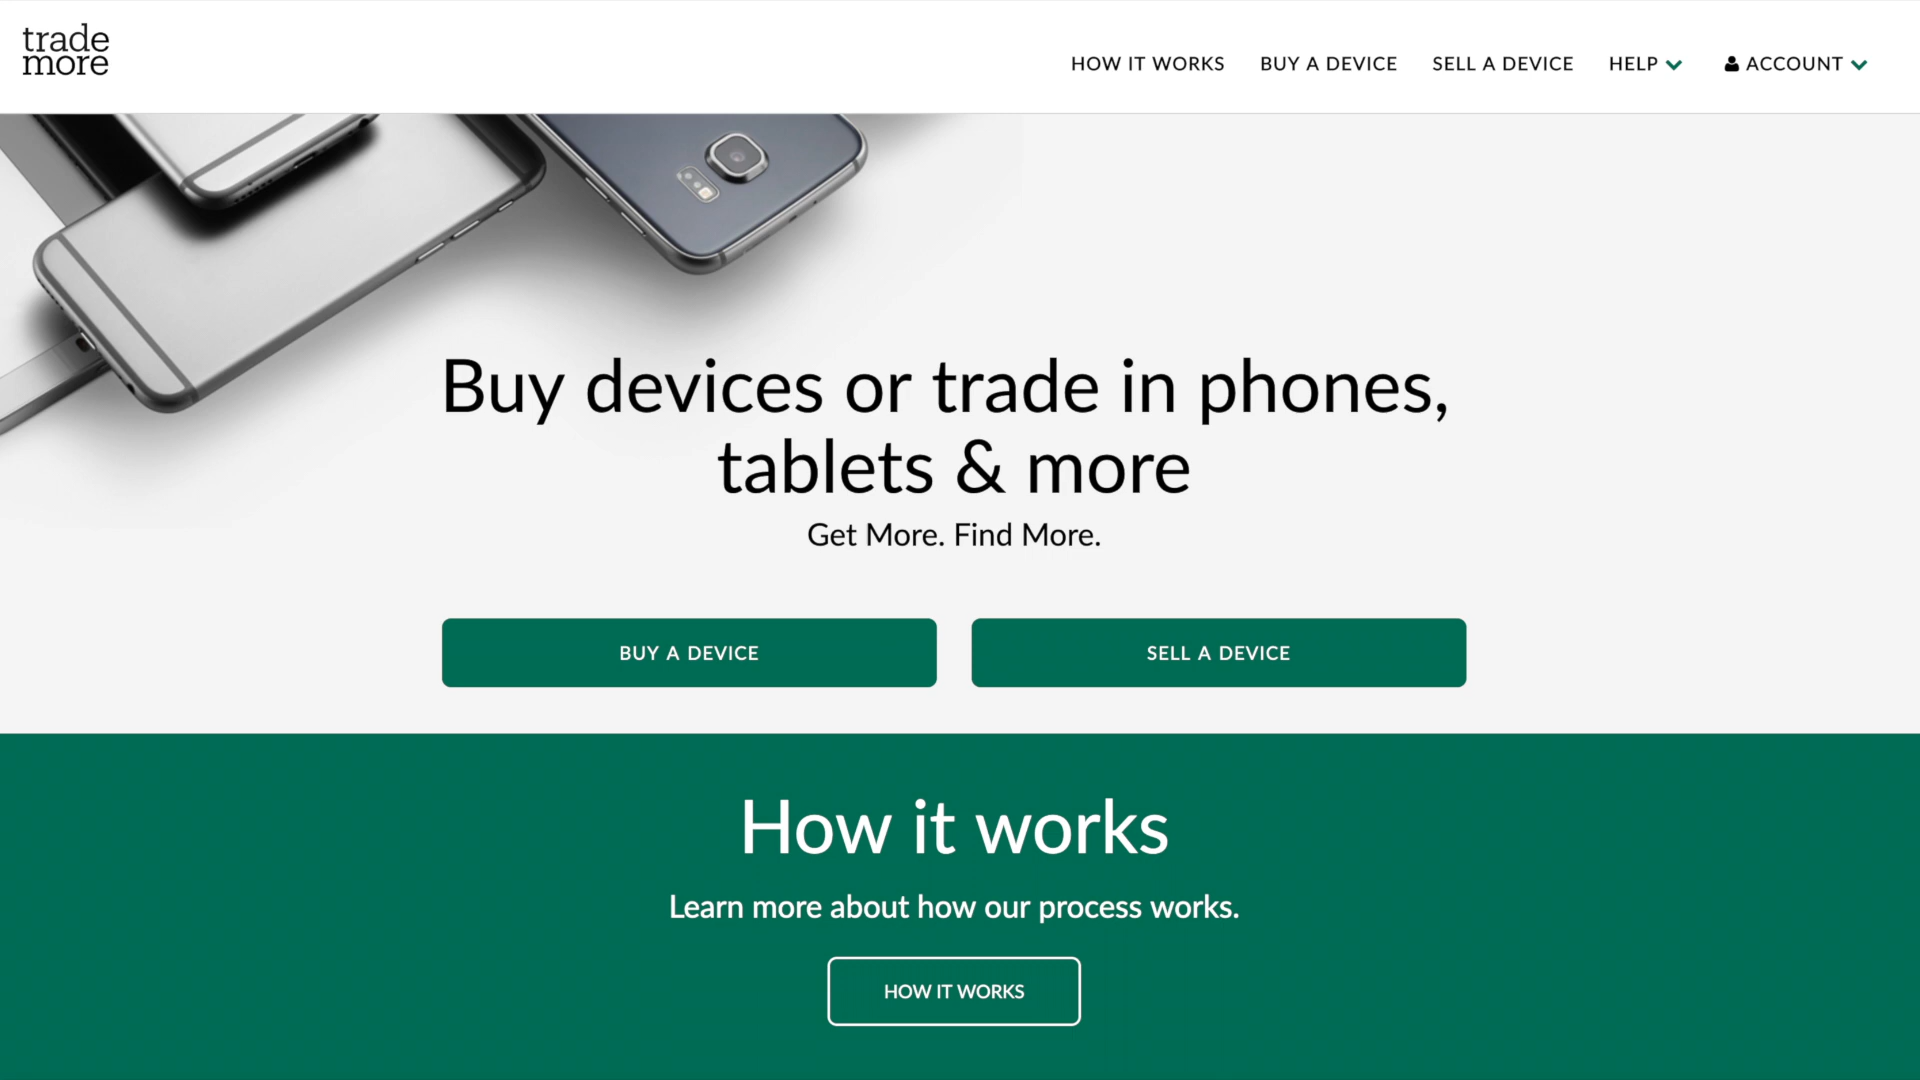 trade
more
HOW IT WORKS BUY A DEVICE SELL A DEVICE HELP ACCOUNT
Buy devices or trade in phones,
tablets & more
Get More. Find More.
BUY A DEVICE SELL A DEVICE
How it works
Learn more about how our process works.
HOW IT WORKS